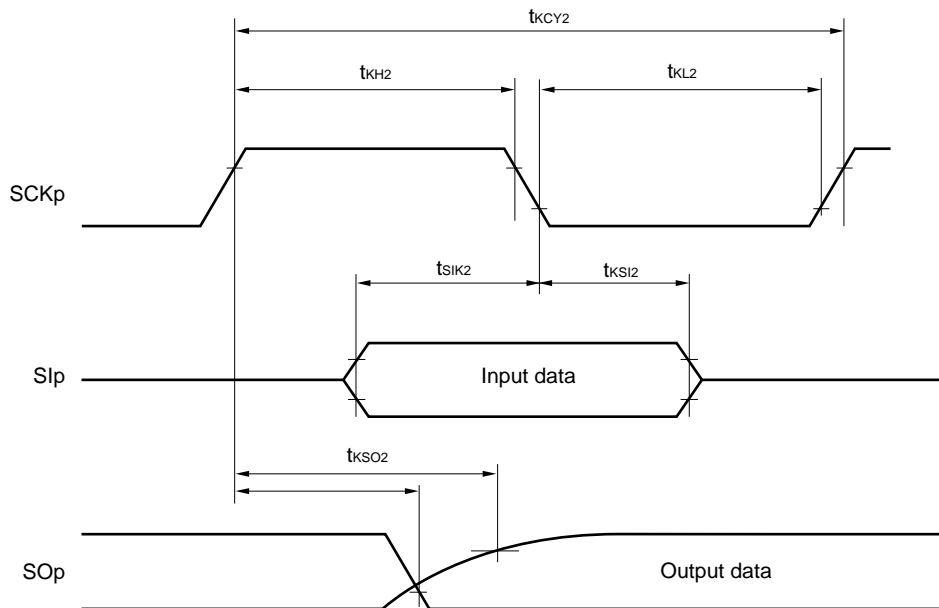 tKCY2
tKH2
tKL2
SCKp
tSIK2
tKSI2
SIp
Input data
tKSO2
SOp
Output data